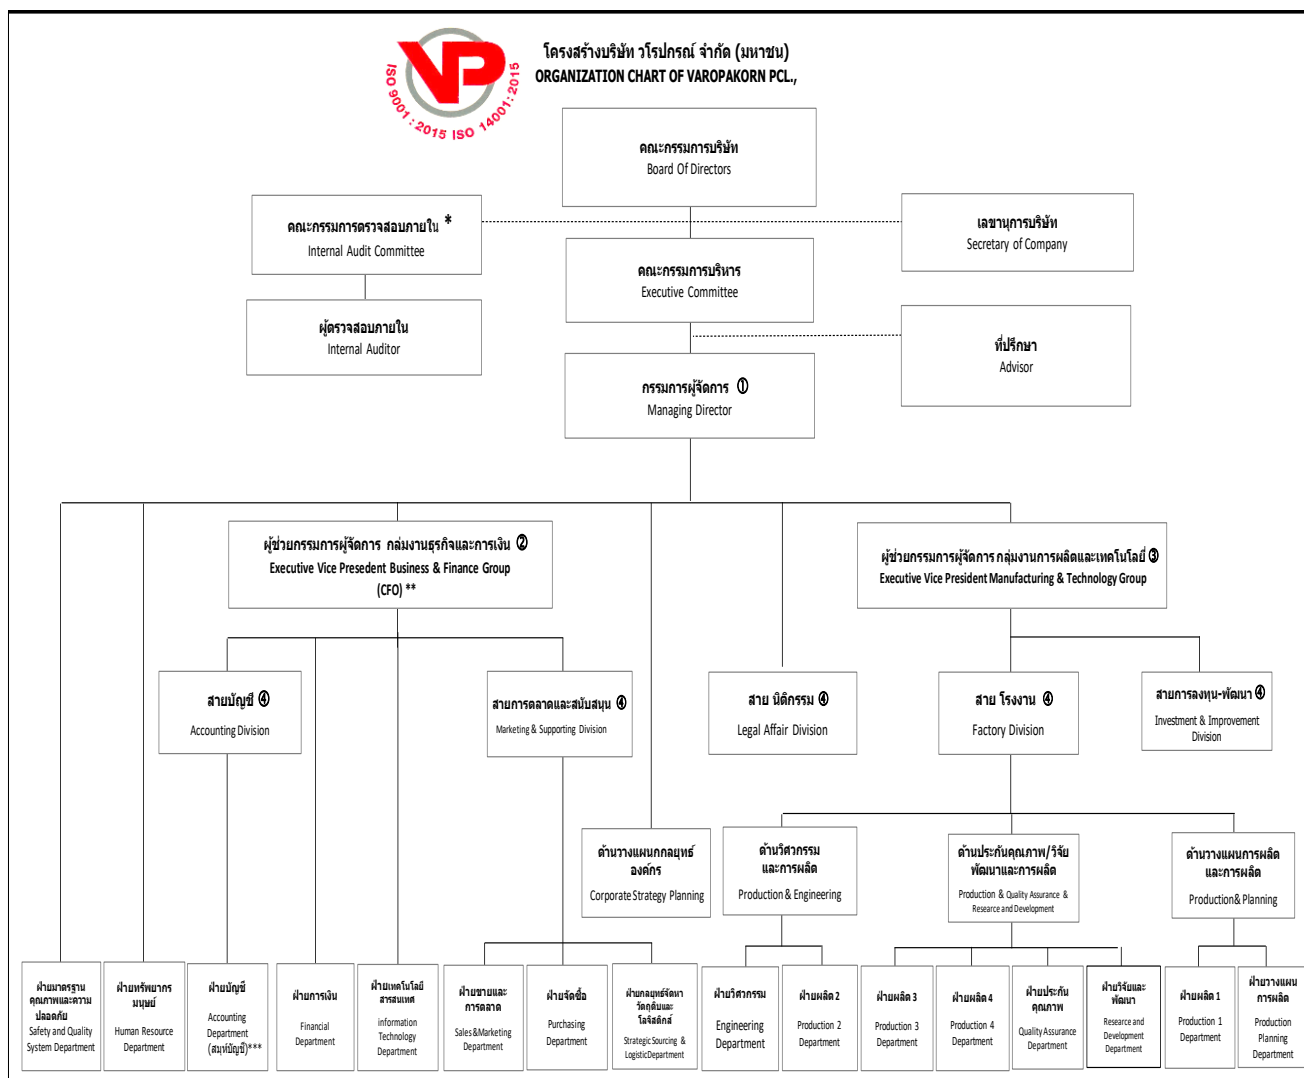 โครงสร้างบริษัท วโรปกรณ์ จำกัด (มหาชน)
ORGANIZATION CHART OF VAROPAKORN PCL.,
VP
ISO 9001:2015 ISO 14001:2015
คณะกรรมการบริษัท
Board Of Directors
คณะกรรมการตรวจสอบภายใน *
Internal Audit Committee
เลขานุการบริษัท
Secretary of Company
คณะกรรมการบริหาร
Executive Committee
ผู้ตรวจสอบภายใน
Internal Auditor
ที่ปรึกษา
Advisor
กรรมการผู้จัดการ ①
Managing Director
ผู้ช่วยกรรมการผู้จัดการ กลุ่มงานธุรกิจและการเงิน ②
Executive Vice Presedent Business & Finance Group
(CFO) **
ผู้ช่วยกรรมการผู้จัดการ กลุ่มงานการผลิตและเทคโนโลยี่ ③
Executive Vice President Manufacturing & Technology Group
สายบัญชี ④
Accounting Division
สายการตลาดและสนับสนุน ④
Marketing & Supporting Division
สาย นิติกรรม ④
Legal Affair Division
สาย โรงงาน ④
Factory Division
สายการลงทุน-พัฒนา ④
Investment & Improvement
Division
ด้านวางแผนกกลยุทธ์
องค์กร
Corporate Strategy Planning
ด้านวิศวกรรม
และการผลิต
Production & Engineering
ด้านประกันคุณภาพ/วิจัย
พัฒนาและการผลิต
Production & Quality Assurance &
Researce and Development
ด้านวางแผนการผลิต
และการผลิต
Production& Planning
ฝ่ายมาตรฐาน
คุณภาพและความ
ปลอดภัย
Safety and Quality
System Department
ฝ่ายทรัพยากร
มนุษย์
Human Resource
Department
ฝ่ายบัญชี
Accounting
Department
(สมุห์บัญชี)***
ฝ่ายการเงิน
Financial
Department
ฝ่ายเทคโนโลยี
สารสนเทศ
information
Technology
Department
ฝ่ายขายและ
การตลาด
Sales &Marketing
Department
ฝ่ายจัดซื้อ
Purchasing
Department
ฝ่ายกลยุทธ์จัดหา
วัตถุดิบและ
โลจิสติกส์
Strategic Sourcing &
Logistic Department
ฝ่ายวิศวกรรม
Engineering
Department
ฝ่ายผลิต 2
Production 2
Department
ฝ่ายผลิต 3
Production 3
Department
ฝ่ายผลิต 4
Production 4
Department
ฝ่ายประกัน
คุณภาพ
Quality Assurance
Department
ฝ่ายวิจัยและ
พัฒนา
Researce and
Development
Department
ฝ่ายผลิต 1
Production 1
Department
ฝ่ายวางแผน
การผลิต
Production
Planning
Department